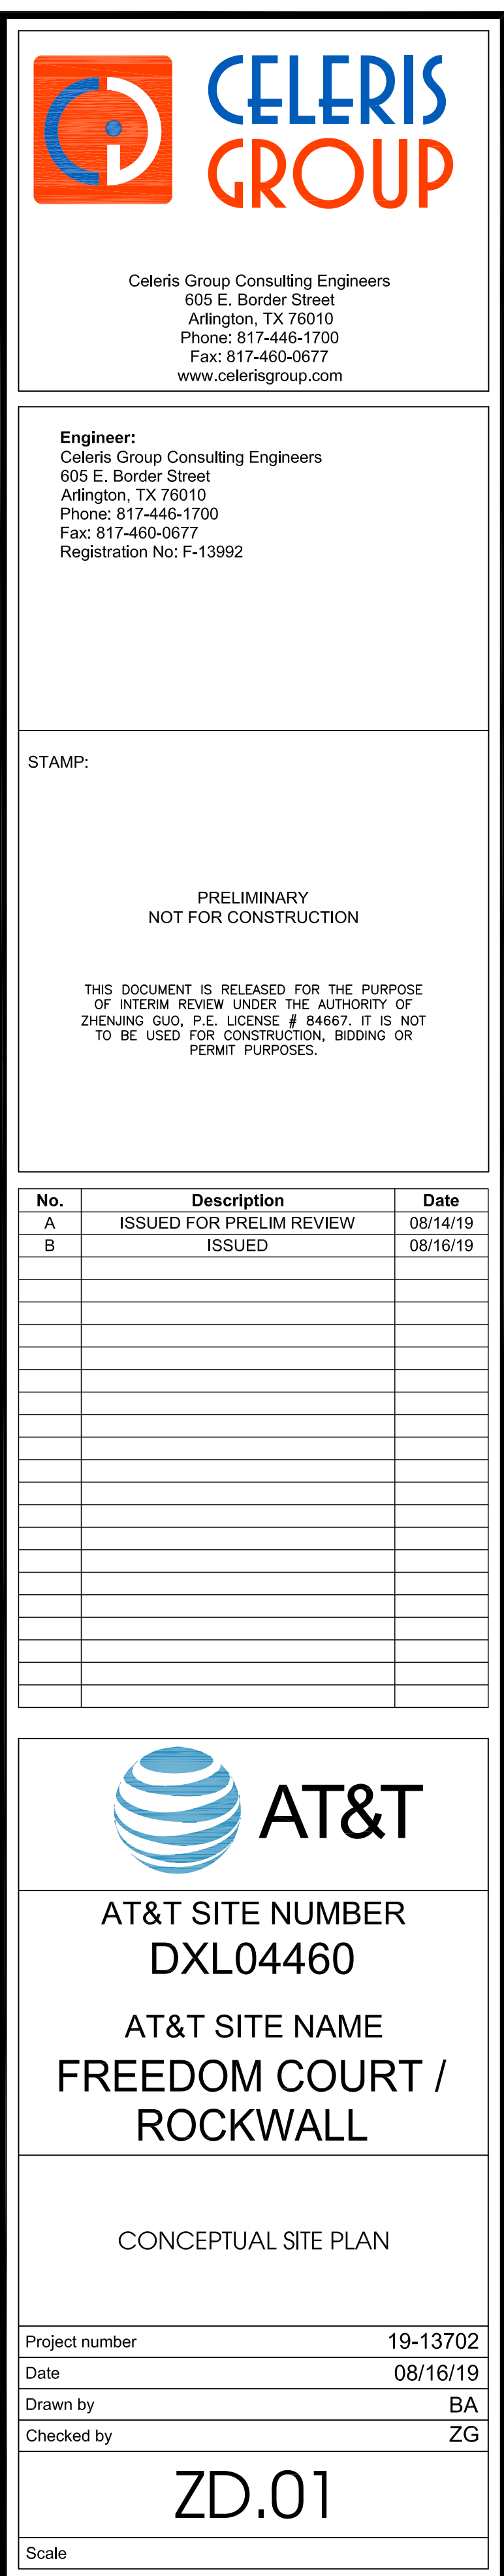 CELERIS
GROUP
Celeris Group Consulting Engineers
605 E. Border Street
Arlington, TX 76010
Phone: 817-446-1700
Fax: 817-460-0677
www.celerisgroup.com
Engineer:
Celeris Group Consulting Engineers
605 E. Border Street
Arlington, TX 76010
Phone: 817-446-1700
Fax: 817-460-0677
Registration No: F-13992
STAMP:
PRELIMINARY
NOT FOR CONSTRUCTION
THIS DOCUMENT IS RELEASED FOR THE PURPOSE
OF INTERIM REVIEW UNDER THE AUTHORITY OF
ZHENJING GUO, P.E. LICENSE # 84667. IT IS NOT
TO BE USED FOR CONSTRUCTION, BIDDING OR
PERMIT PURPOSES.
No. Description Date
A ISSUED FOR PRELIM REVIEW 08/14/19
B ISSUED 08/16/19
AT&T
AT&T SITE NUMBER
DXL04460
AT&T SITE NAME
FREEDOM COURT /
ROCKWALL
CONCEPTUAL SITE PLAN
Project number 19-13702
Date 08/16/19
Drawn by BA
Checked by ZG
ZD.01
Scale